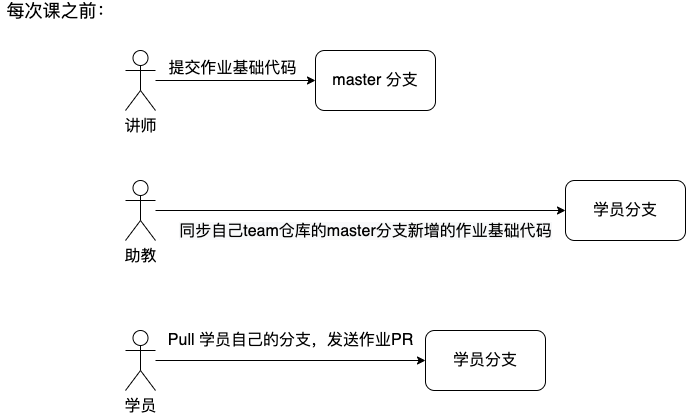 每次课之前：
提交作业基础代码
master 分支
讲师
学员分支
同步自己team仓库的master分支新增的作业基础代码
助教
Pull 学员自己的分支，发送作业PR
学员分支
学员